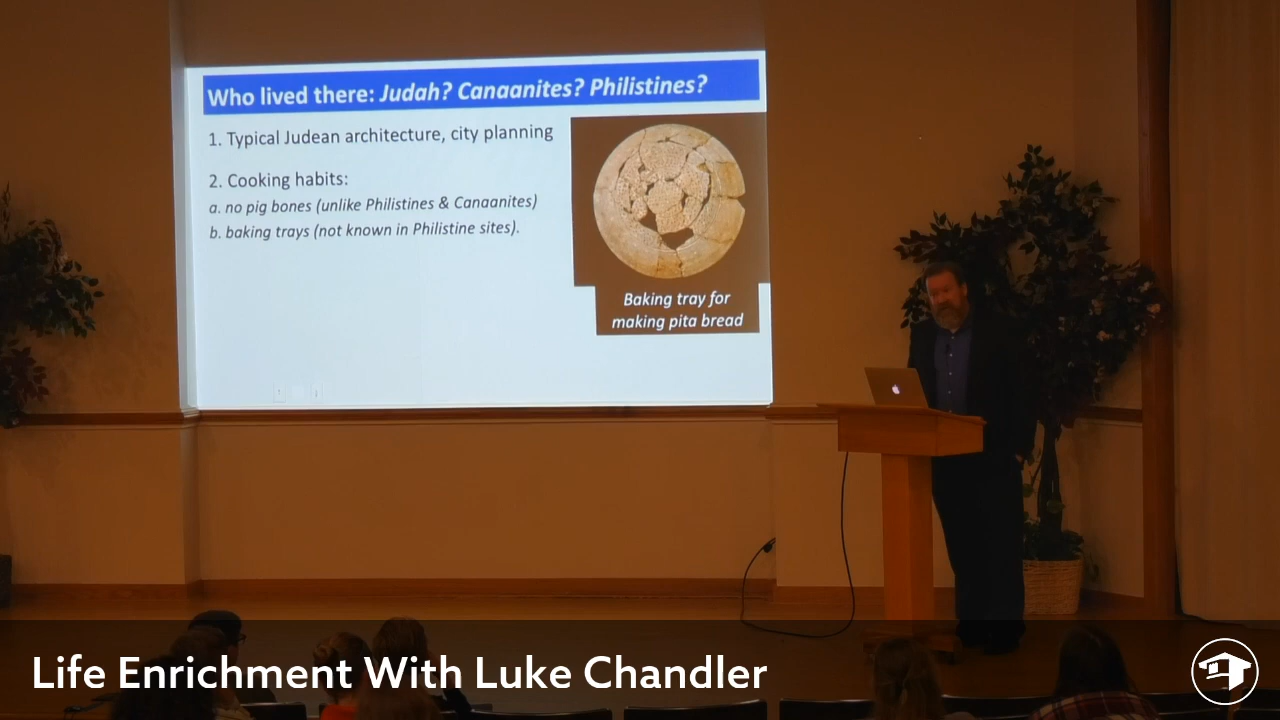 Who lived there: Judah? Canaanites? Philistines?
1. Typical Judean architecture, city planning
2. Cooking habits:
a. no pig bones (unlike Philistines & Canaanites)
b. baking trays (not known in Philistine sites).
Baking tray for
making pita bread
Life Enrichment With Luke Chandler